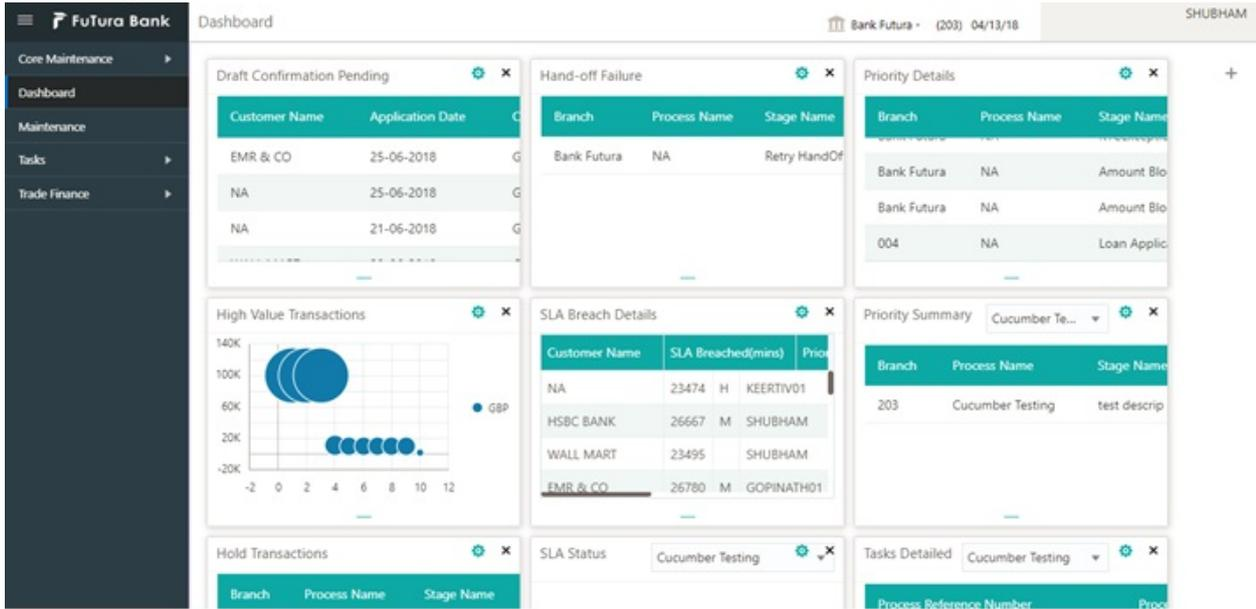 FuTura Bank
Dashboard
Bank Futura - (203) 04/13/18
SHUBHAM
Core Maintenance
Dashboard
Maintenance
Tasks
Trade Finance
Draft Confirmation Pending
Customer Name Application Date
EMR & CO 25-06-2018 G
NA 25-06-2018 G
NA 21-06-2018 G
Hand-off Failure
Branch Process Name Stage Name
Bank Futura NA Retry HandOf
Priority Details
Branch Process Name Stage Name
Bank Futura NA Amount Blo
Bank Futura NA Amount Blo
004 NA Loan Applic
High Value Transactions
140K
100K
60K
20K
-20K
-2 0 2 4 6 8 10 12
GBP
SLA Breach Details
Customer Name SLA Breached(mins) Prior
NA 23474 H KEERTIV01
HSBC BANK 26667 M SHUBHAM
WALL MART 23495 SHUBHAM
EMR & CO 26780 M GOPINATH01
Priority Summary Cucumber Te...
Branch Process Name Stage Name
203 Cucumber Testing test descrip
Hold Transactions
Branch Process Name Stage Name
SLA Status Cucumber Testing
Tasks Detailed Cucumber Testing
Process Reference Number Proce